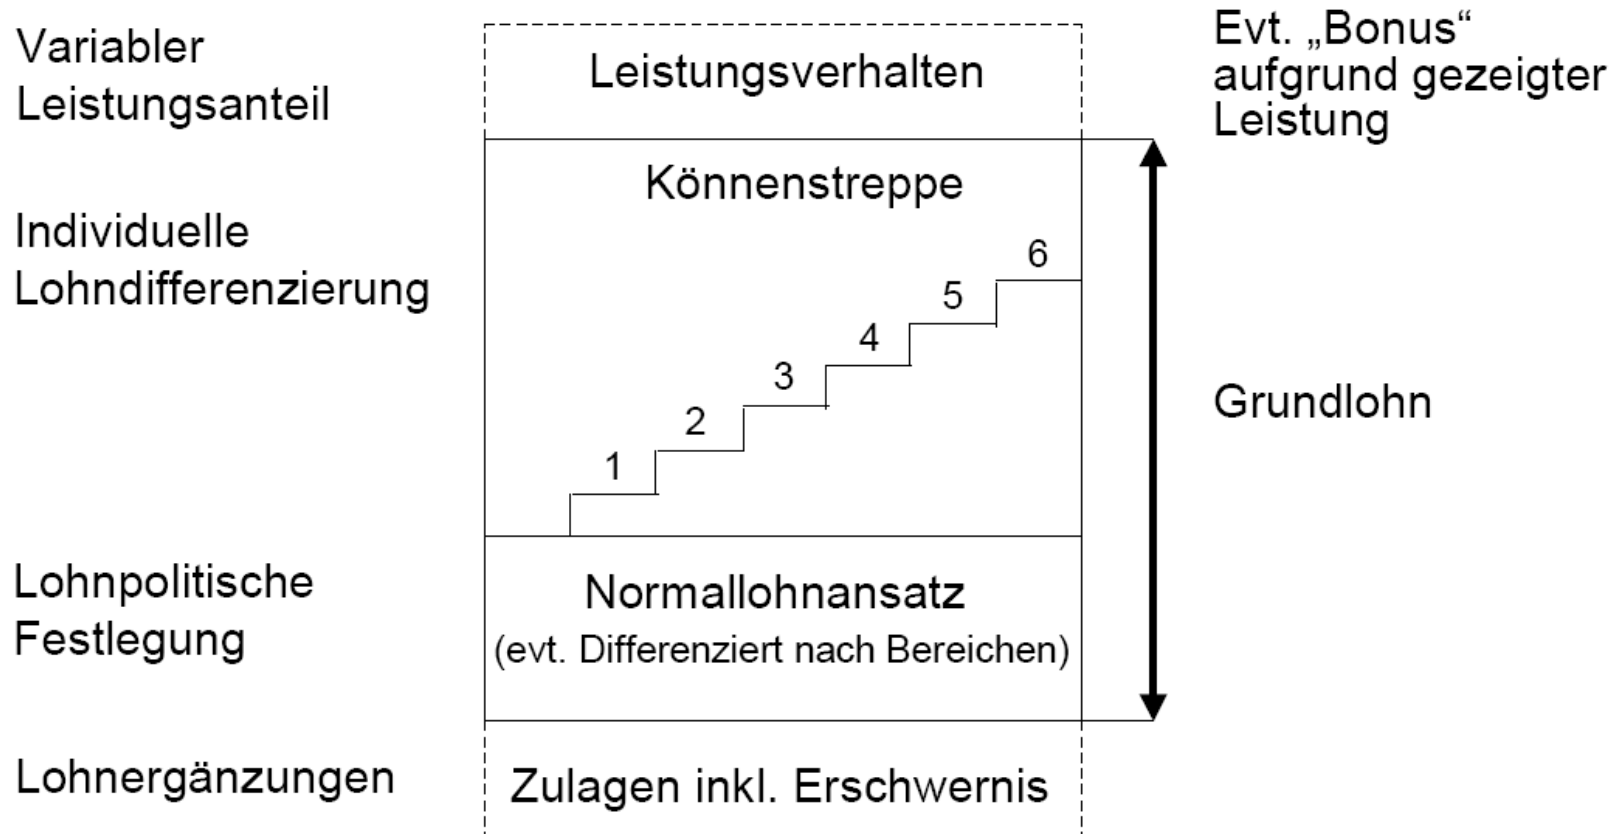 Variabler
Leistungsanteil
Leistungsverhalten
Evt. „Bonus“
aufgrund gezeigter
Leistung
Könnenstreppe
Individuelle
Lohndifferenzierung
6
5
4
3
2
1
Grundlohn
Lohnpolitische
Festlegung
Normallohnansatz
(evt. Differenziert nach Bereichen)
Lohnergänzungen
Zulagen inkl. Erschwernis